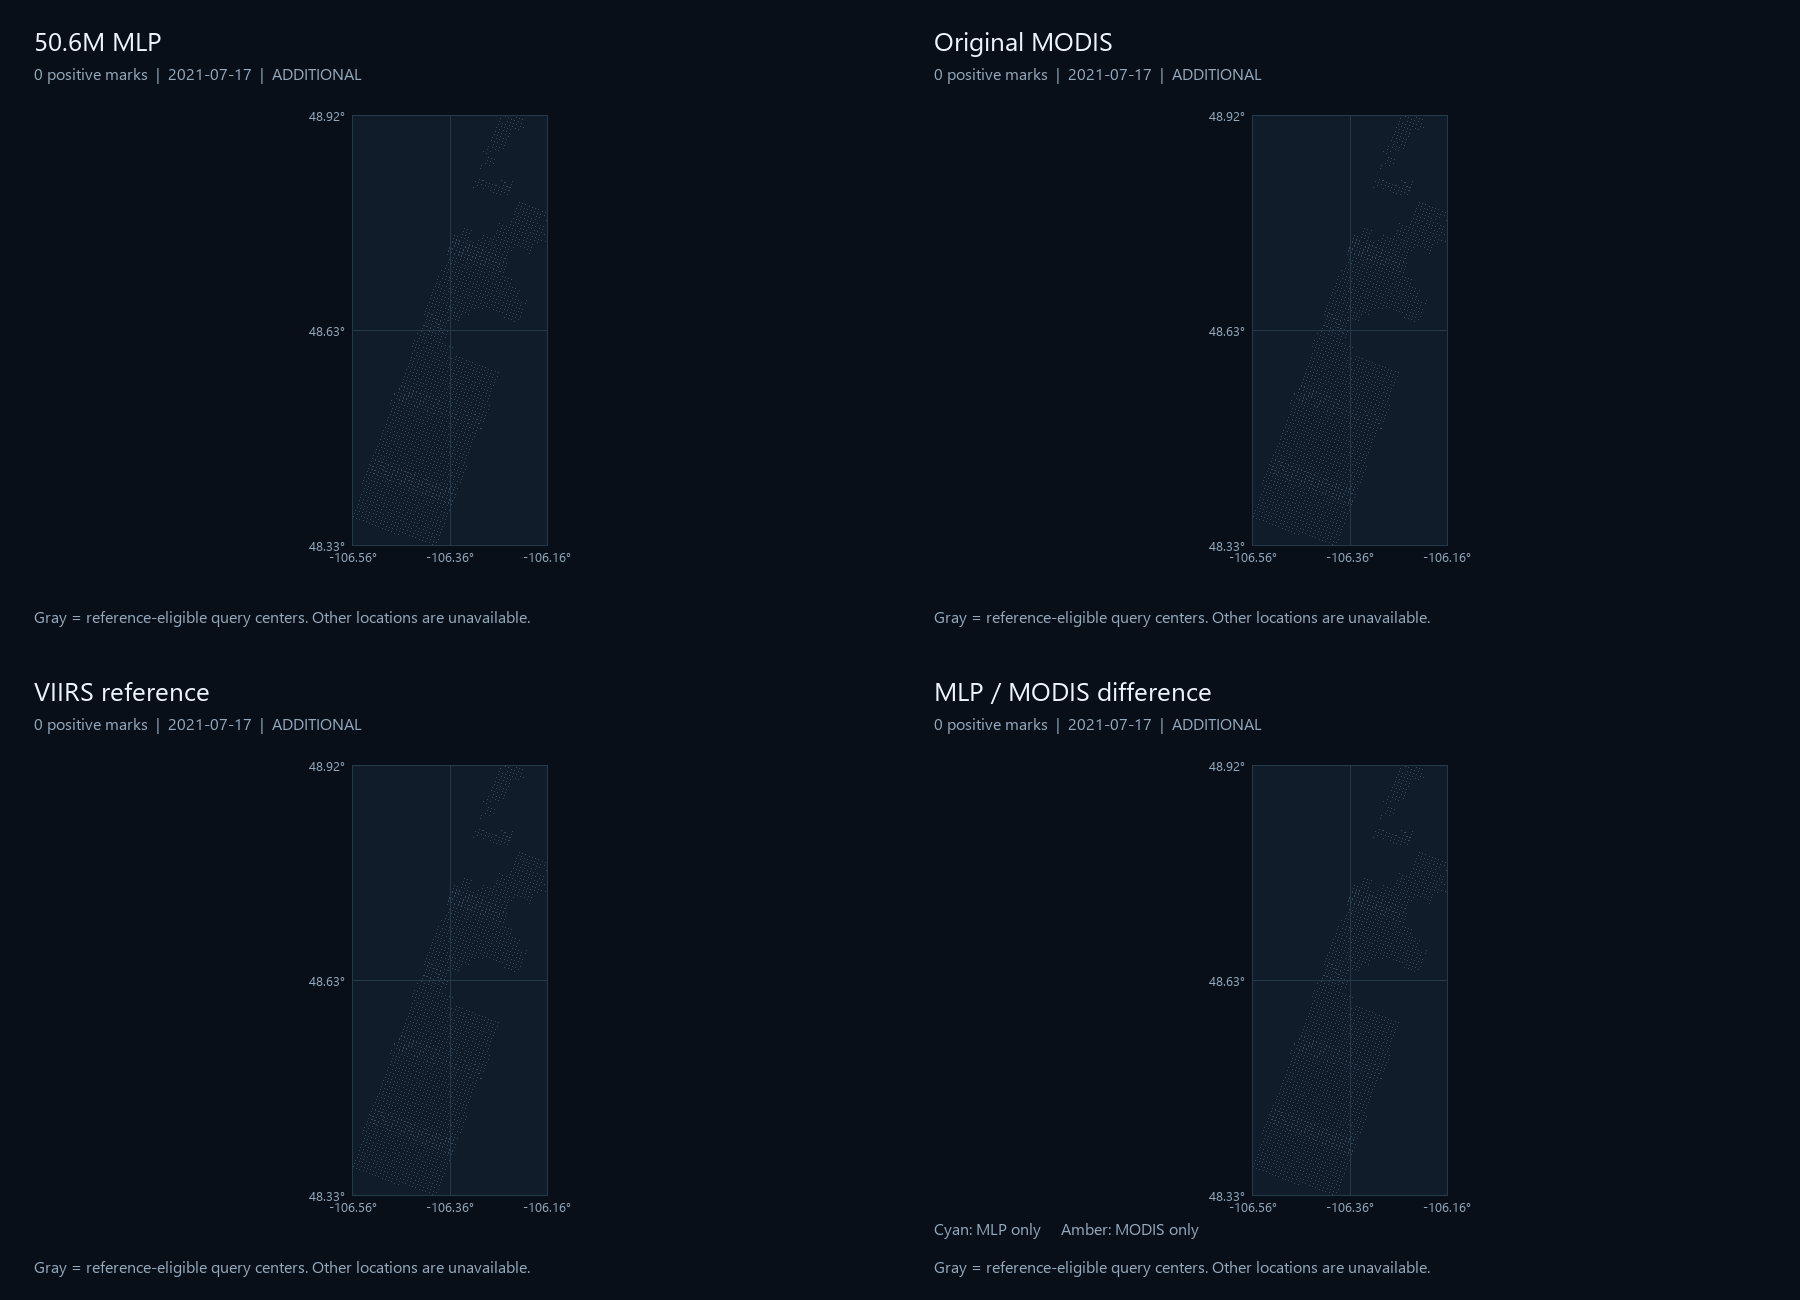 50.6M MLP
0 positive marks | 2021-07-17 | ADDITIONAL
48.92°
48.63°
48.33°
-106.56° -106.36° -106.16°
Gray = reference-eligible query centers. Other locations are unavailable.
Original MODIS
0 positive marks | 2021-07-17 | ADDITIONAL
48.92°
48.63°
48.33°
-106.56° -106.36° -106.16°
Gray = reference-eligible query centers. Other locations are unavailable.
VIIRS reference
0 positive marks | 2021-07-17 | ADDITIONAL
48.92°
48.63°
48.33°
-106.56° -106.36° -106.16°
Gray = reference-eligible query centers. Other locations are unavailable.
MLP / MODIS difference
0 positive marks | 2021-07-17 | ADDITIONAL
48.92°
48.63°
48.33°
-106.56° -106.36° -106.16°
Cyan: MLP only Amber: MODIS only
Gray = reference-eligible query centers. Other locations are unavailable.